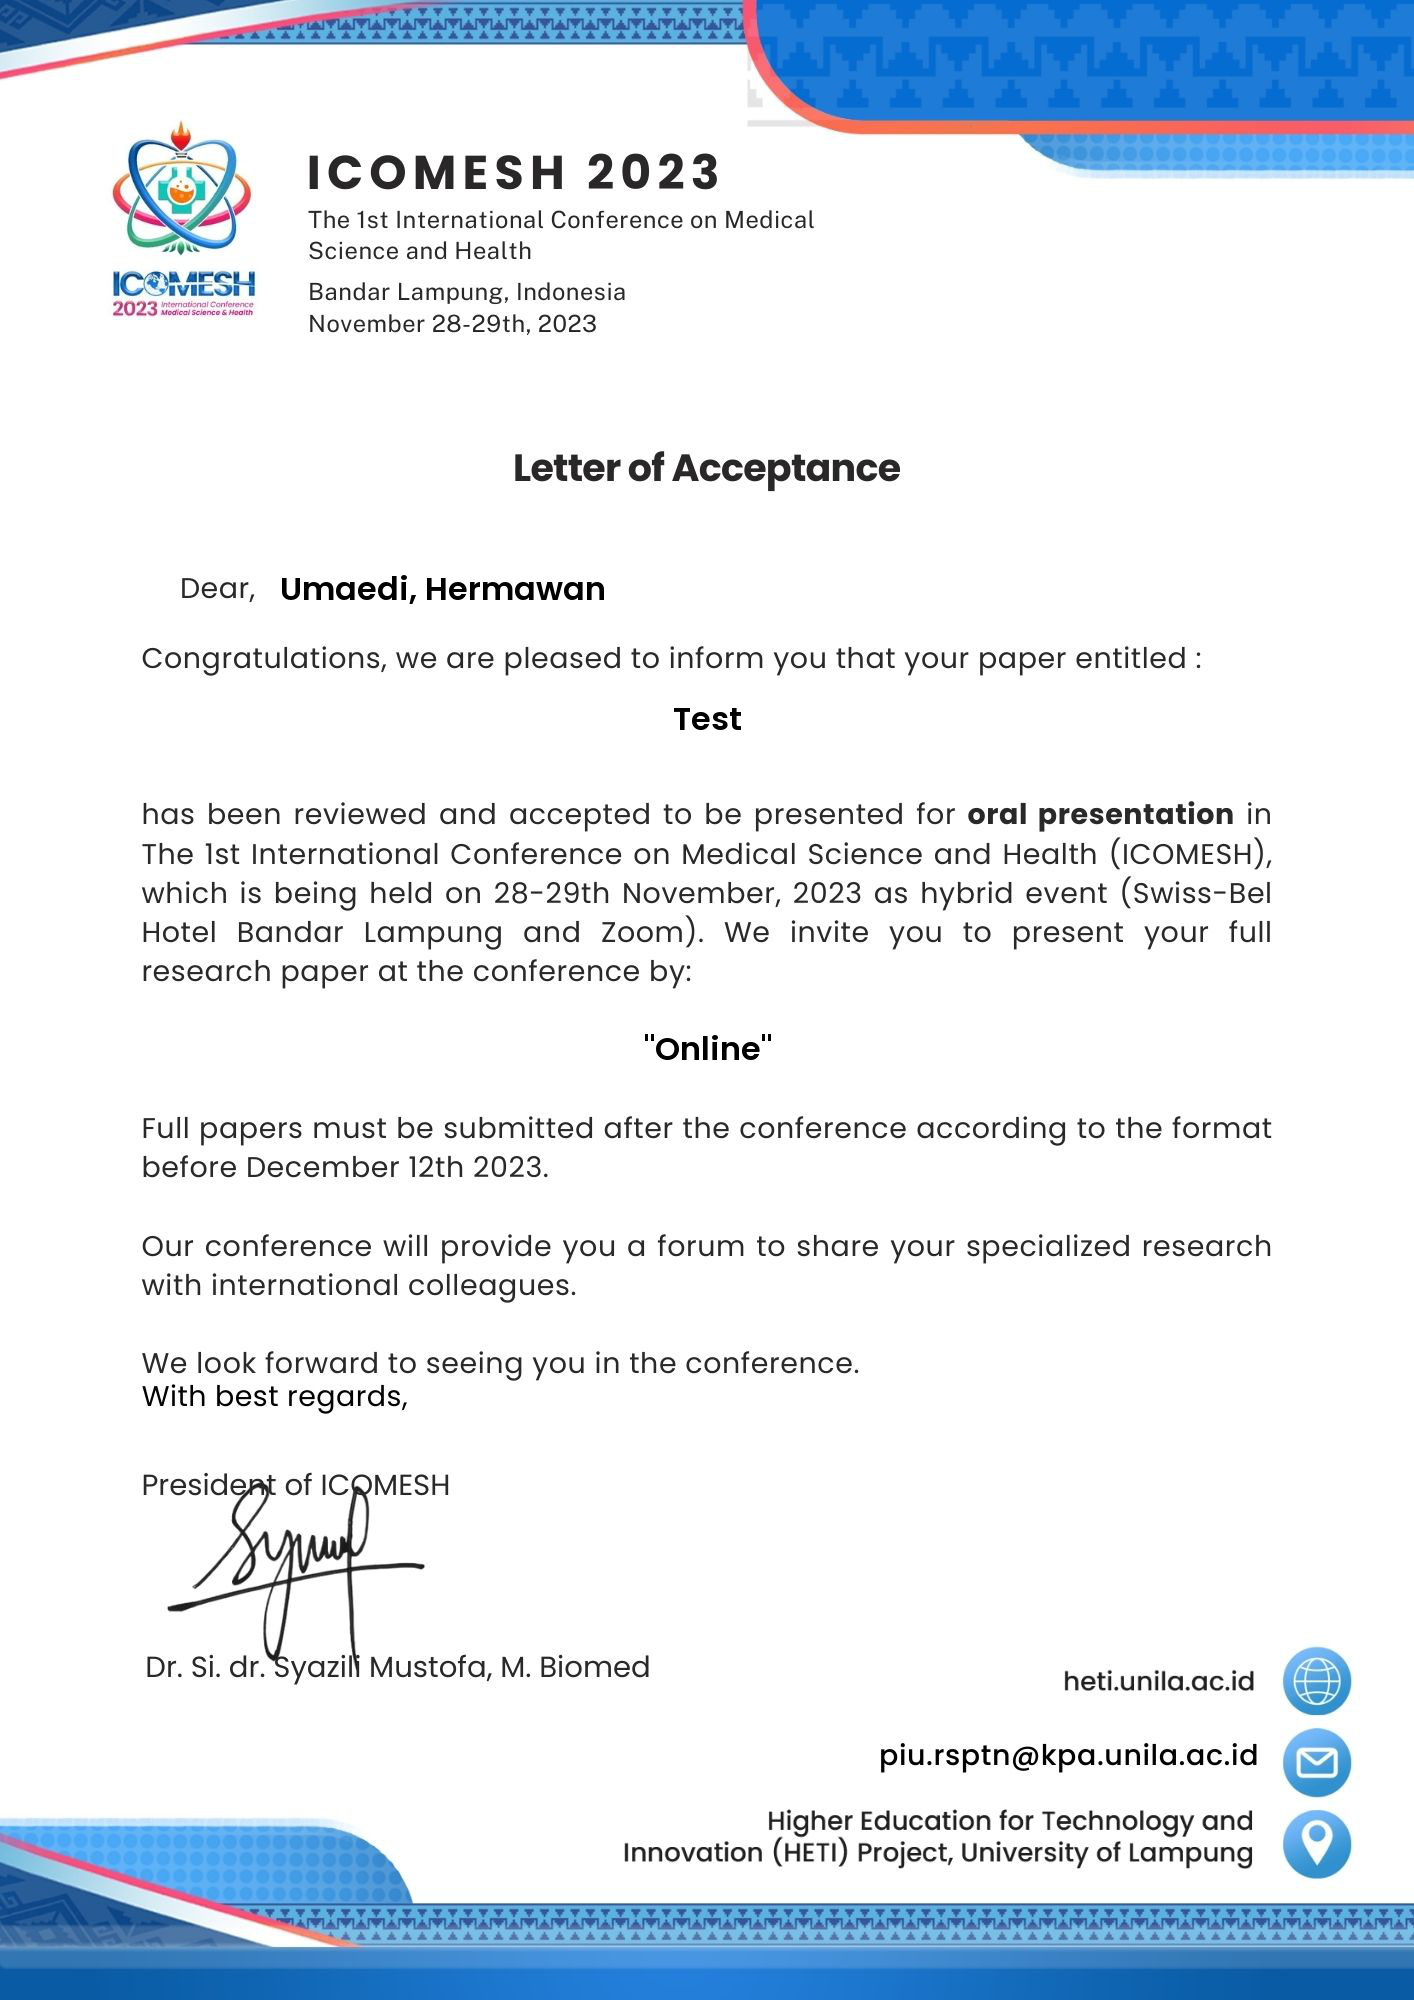 ICOMESH 2023
The 1st International Conference on Medical
Science and Health
Bandar Lampung, Indonesia
November 28-29th, 2023
ICOMESH
2023 International Conference
Medical Science & Health
Letter of Acceptance
Dear, Umaedi, Hermawan
Congratulations, we are pleased to inform you that your paper entitled :
Test
has been reviewed and accepted to be presented for oral presentation in
The 1st International Conference on Medical Science and Health (ICOMESH),
which is being held on 28-29th November, 2023 as hybrid event (Swiss-Bel
Hotel Bandar Lampung and Zoom). We invite you to present your full
research paper at the conference by:
"Online"
Full papers must be submitted after the conference according to the format
before December 12th 2023.
Our conference will provide you a forum to share your specialized research
with international colleagues.
We look forward to seeing you in the conference.
With best regards,
President of ICOMESH
Dr. Si. dr. Syazili Mustofa, M. Biomed
heti.unila.ac.id
piu.rsptn@kpa.unila.ac.id
Higher Education for Technology and
Innovation (HETI) Project, University of Lampung